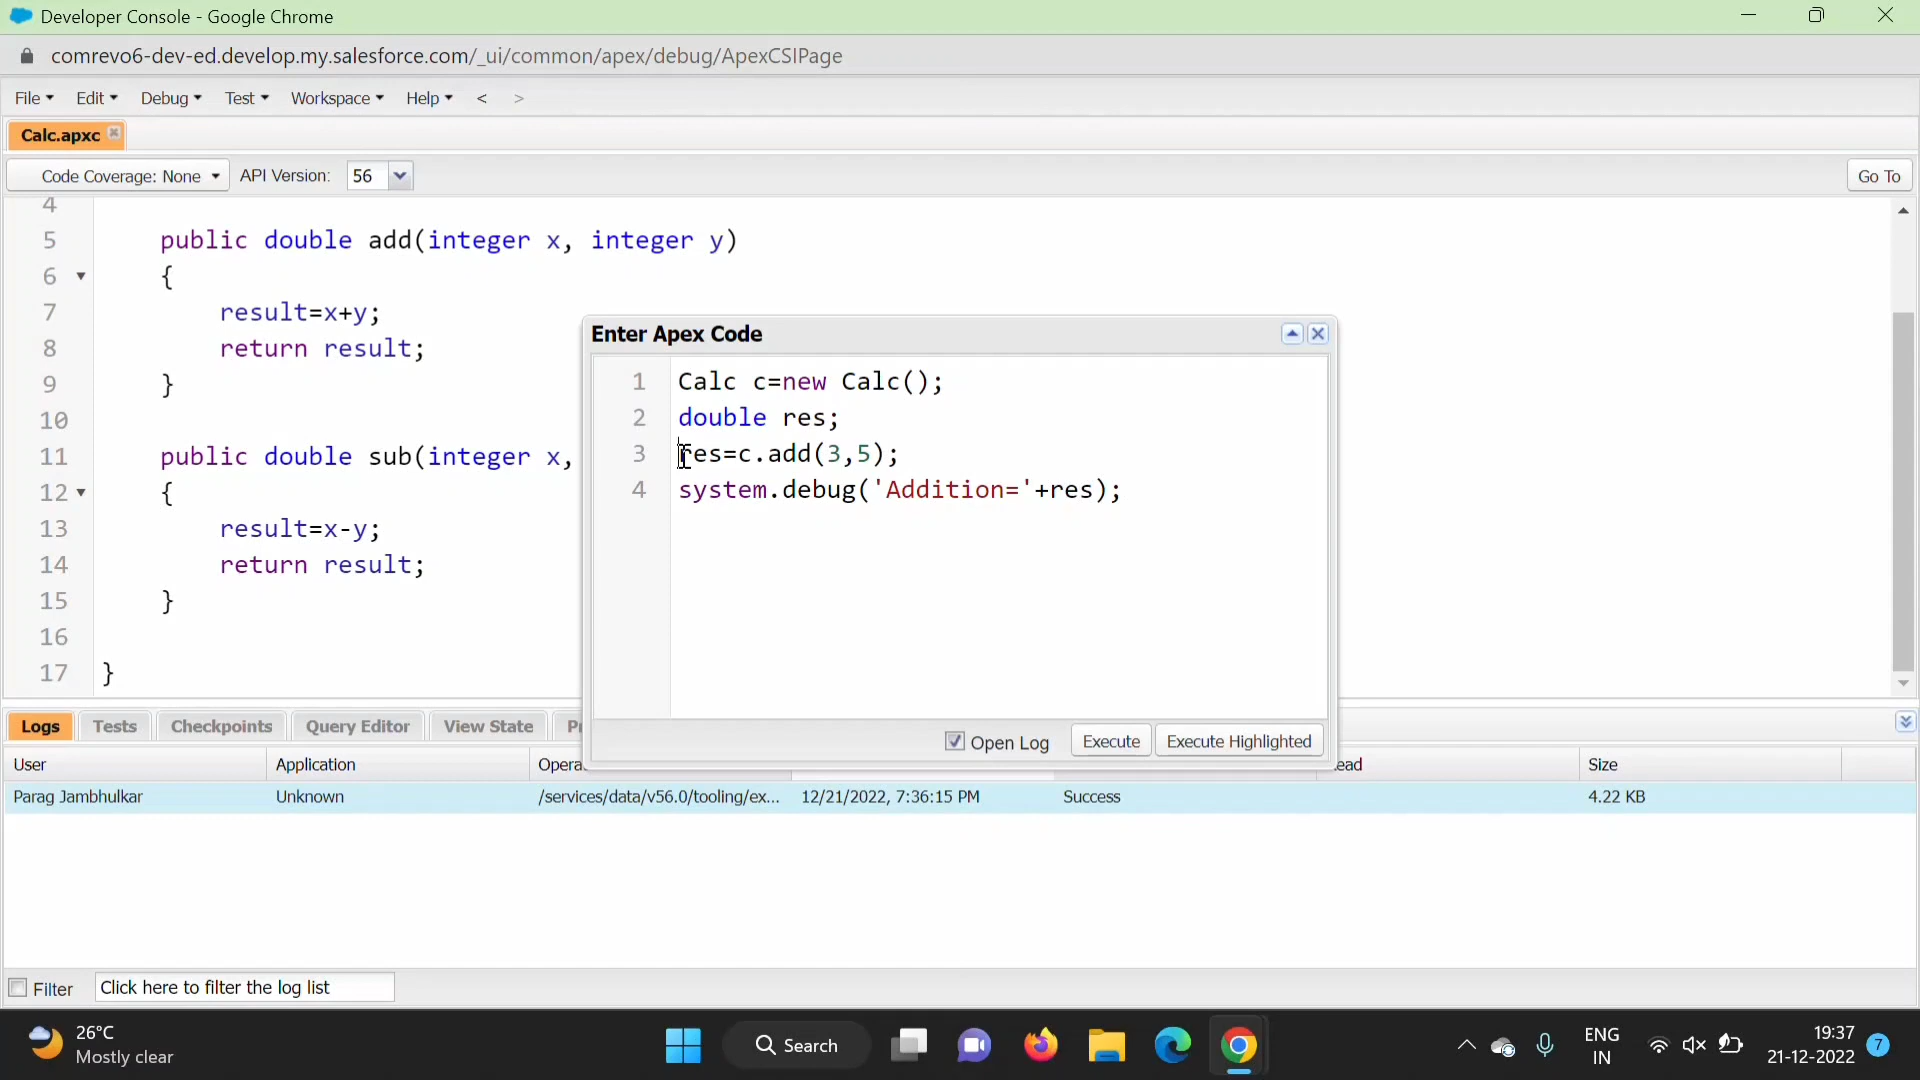 Developer Console - Google Chrome
comrevo6-dev-ed.develop.my.salesforce.com/_ui/common/apex/debug/ApexCSIPage
File Edit Debug Test Workspace Help < >
Calc.apxc
Code Coverage: None API Version: 56 Go To
4
5 public double add(integer x, integer y)
6 {
7 result=x+y;
8 return result;
9 }
10
11 public double sub(integer x,
12 {
13 result=x-y;
14 return result;
15 }
16
17 }
Enter Apex Code
1 Calc c=new Calc();
2 double res;
3 res=c.add(3,5);
4 system.debug('Addition='+res);
Open Log Execute Execute Highlighted
Logs Tests Checkpoints Query Editor View State
User Application Size
Parag Jambhulkar Unknown /services/data/v56.0/tooling/ex... 12/21/2022, 7:36:15 PM Success 4.22 KB
Filter Click here to filter the log list
26°C
Mostly clear
Search
ENG
IN
19:37
21-12-2022
7